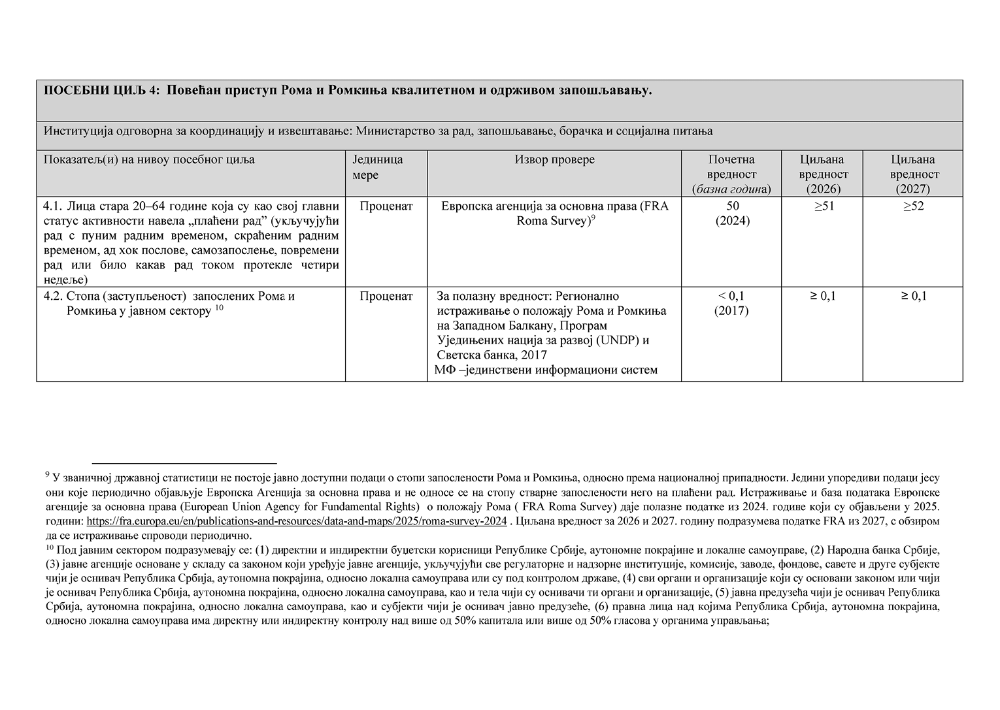 ПОСЕБНИ ЦИЉ 4: Повећан приступ Рома и Ромкиња квалитетном и одрживом запошљавању.
Институција одговорна за координацију и извештавање: Министарство за рад, запошљавање, борачка и социјална питања
Показатељ(и) на нивоу посебног циља
Јединица
мере
Извор провере
Почетна
вредност
(базна година)
Циљана
вредност
(2026)
Циљана
вредност
(2027)
4.1. Лица стара 20–64 године која су као свој главни
статус активности навела „плаћени рад” (укључујући
рад с пуним радним временом, скраћеним радним
временом, ад хок послове, самозапослење, повремени
рад или било какав рад током протекле четири
недеље)
Проценат
Европска агенција за основна права (FRA
Roma Survey)⁹
50
(2024)
≥51
≥52
4.2. Стопа (заступљеност) запослених Рома и
Ромкиња у јавном сектору ¹⁰
Проценат
За полазну вредност: Регионално
истраживање о положају Рома и Ромкиња
на Западном Балкану, Програм
Уједињених нација за развој (UNDP) и
Светска банка, 2017
МФ –јединствени информациони систем
< 0,1
(2017)
≥ 0,1
≥ 0,1
⁹ У званичној државној статистици не постоје јавно доступни подаци о стопи запослености Рома и Ромкиња, односно према националној припадности. Једини упоредиви подаци јесу
они које периодично објављује Европска Агенција за основна права и не односе се на стопу стварне запослености него на плаћени рад. Истраживање и база података Европске
агенције за основна права (European Union Agency for Fundamental Rights) о положају Рома ( FRA Roma Survey) даје полазне податке из 2024. године који су објављени у 2025.
години: https://fra.europa.eu/en/publications-and-resources/data-and-maps/2025/roma-survey-2024 . Циљана вредност за 2026 и 2027. годину подразумева податке FRA из 2027, с обзиром
да се истраживање спроводи периодично.
¹⁰ Под јавним сектором подразумевају се: (1) директни и индиректни буџетски корисници Републике Србије, аутономне покрајине и локалне самоуправе, (2) Народна банка Србије,
(3) јавне агенције основане у складу са законом који уређује јавне агенције, укључујући све регулаторне и надзорне институције, комисије, заводе, фондове, савете и друге субјекте
чији је оснивач Република Србија, аутономна покрајина, односно локална самоуправа или су под контролом државе, (4) сви органи и организације који су основани законом или чији
је оснивач Република Србија, аутономна покрајина, односно локална самоуправа, као и тела чији су оснивачи ти органи и организације, (5) јавна предузећа чији је оснивач Република
Србија, аутономна покрајина, односно локална самоуправа, као и субјекти чији је оснивач јавно предузеће, (6) правна лица над којима Република Србија, аутономна покрајина,
односно локална самоуправа има директну или индиректну контролу над више од 50% капитала или више од 50% гласова у органима управљања;